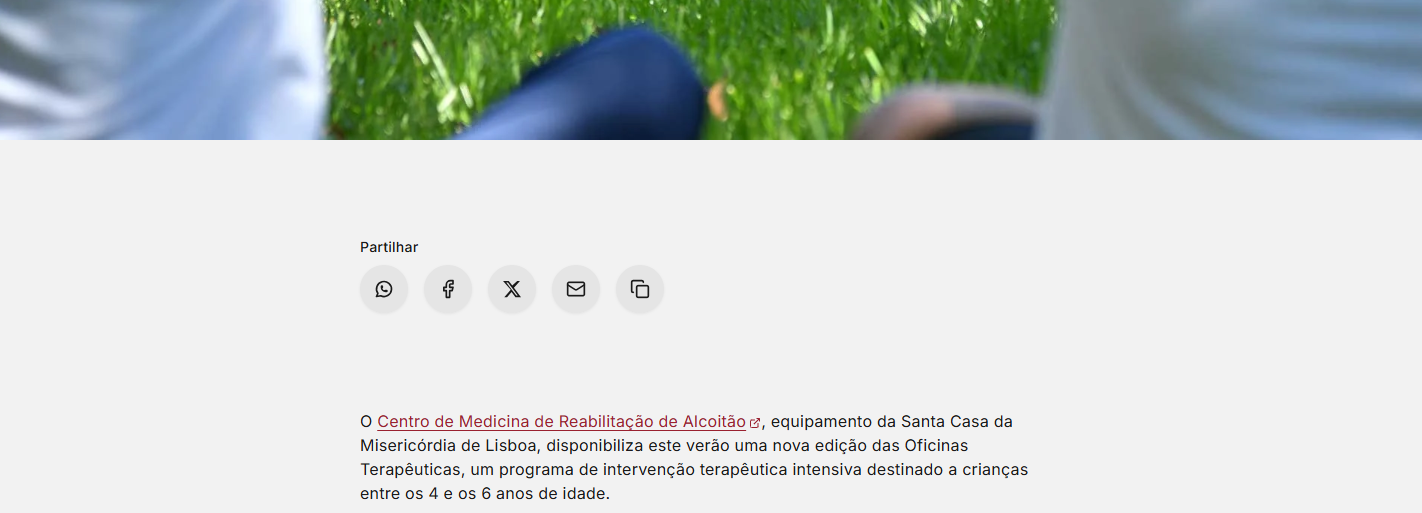 Partilhar
O Centro de Medicina de Reabilitação de Alcoitão, equipamento da Santa Casa da
Misericórdia de Lisboa, disponibiliza este verão uma nova edição das Oficinas
Terapêuticas, um programa de intervenção terapêutica intensiva destinado a crianças
entre os 4 e os 6 anos de idade.